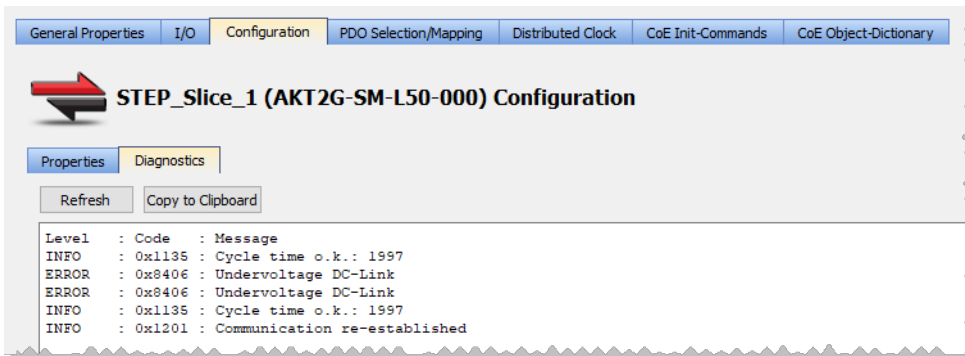 General Properties I/O Configuration PDO Selection/Mapping Distributed Clock CoE Init-Commands CoE Object-Dictionary
STEP_Slice_1 (AKT2G-SM-L50-000) Configuration
Properties Diagnostics
Refresh Copy to Clipboard
Level : Code : Message
INFO : 0x1135 : Cycle time o.k.: 1997
ERROR : 0x8406 : Undervoltage DC-Link
ERROR : 0x8406 : Undervoltage DC-Link
INFO : 0x1135 : Cycle time o.k.: 1997
INFO : 0x1201 : Communication re-established